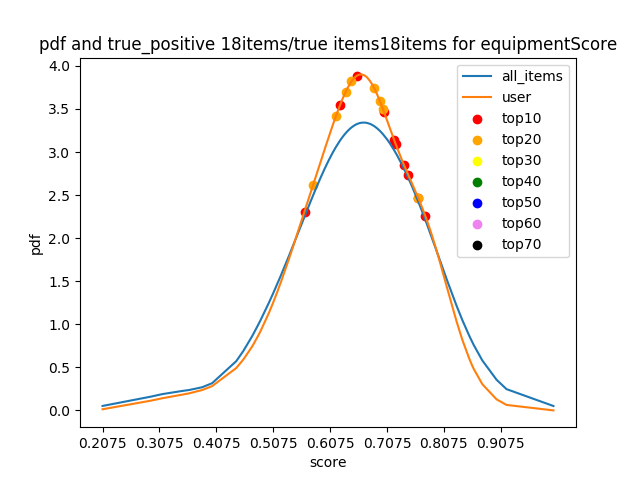 pdf and true_positive 18items/true items18items for equipmentScore
4.0
3.5
3.0
2.5
2.0
1.5
1.0
0.5
0.0
pdf
0.2075 0.3075 0.4075 0.5075 0.6075 0.7075 0.8075 0.9075
score
all_items
user
top10
top20
top30
top40
top50
top60
top70